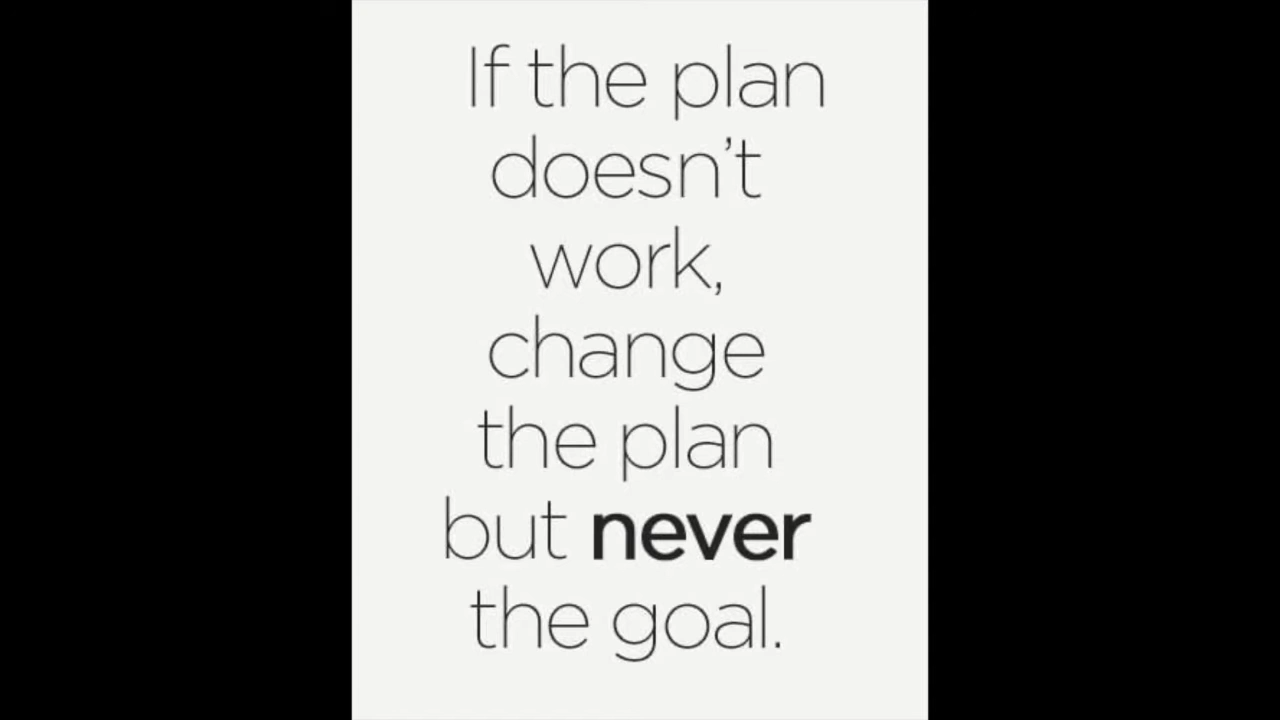 If the plan
doesn’t
work,
change
the plan
but never
the goal.